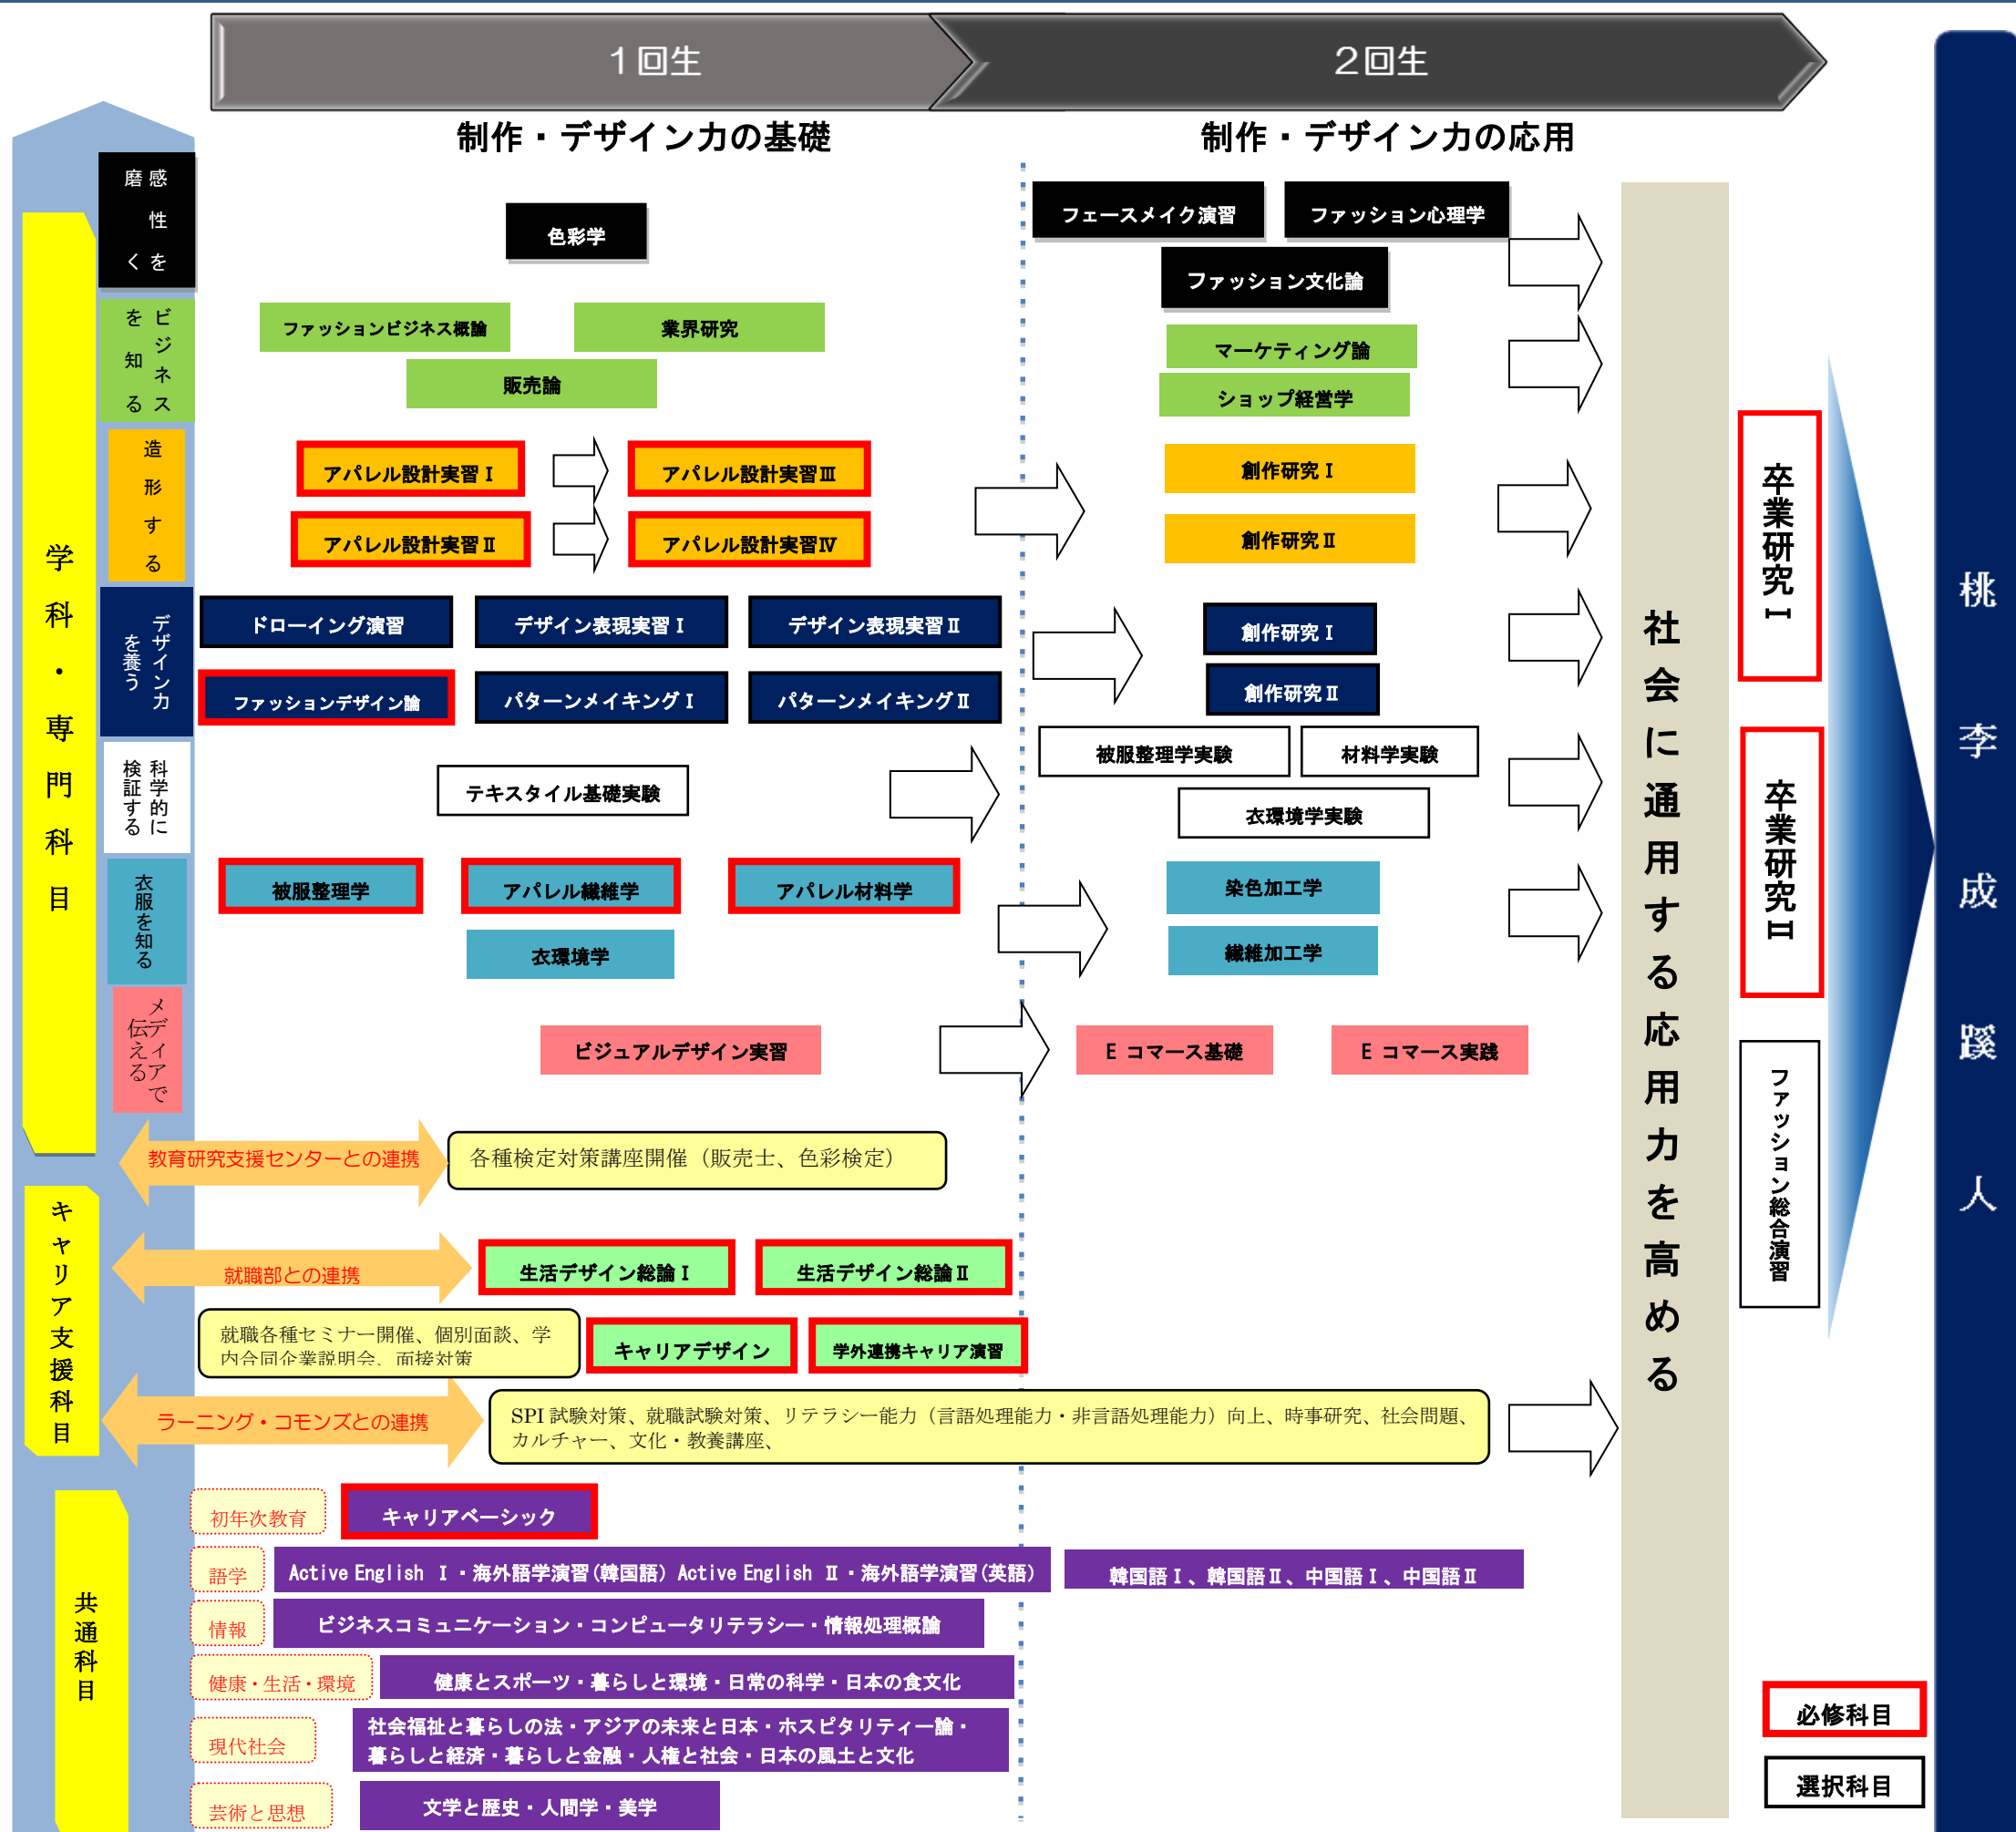 1回生
2回生
制作・デザイン力の基礎
制作・デザイン力の応用
学科・専門科目
感性を
磨く
色彩学
フェースメイク演習
ファッション心理学
ファッション文化論
ビジネス
を知る
ファッションビジネス概論
業界研究
販売論
マーケティング論
ショップ経営学
造形する
アパレル設計実習Ⅰ
アパレル設計実習Ⅲ
アパレル設計実習Ⅱ
アパレル設計実習Ⅳ
創作研究Ⅰ
創作研究Ⅱ
デザイン力
を養う
ドローイング演習
デザイン表現実習Ⅰ
デザイン表現実習Ⅱ
ファッションデザイン論
パターンメイキングⅠ
パターンメイキングⅡ
創作研究Ⅰ
創作研究Ⅱ
科学的に
検証する
テキスタイル基礎実験
被服整理学実験
材料学実験
衣環境学実験
衣服を知る
被服整理学
アパレル繊維学
アパレル材料学
衣環境学
染色加工学
繊維加工学
メディアで
伝える
ビジュアルデザイン実習
E コマース基礎
E コマース実践
教育研究支援センターとの連携
各種検定対策講座開催（販売士、色彩検定）
キャリア支援科目
就職部との連携
生活デザイン総論Ⅰ
生活デザイン総論Ⅱ
就職各種セミナー開催、個別面談、学
内合同企業説明会、面接対策
キャリアデザイン
学外連携キャリア演習
ラーニング・コモンズとの連携
SPI 試験対策、就職試験対策、リテラシー能力（言語処理能力・非言語処理能力）向上、時事研究、社会問題、
カルチャー、文化・教養講座、
共通科目
初年次教育
キャリアベーシック
語学
Active English Ⅰ・海外語学演習(韓国語) Active English Ⅱ・海外語学演習(英語)
韓国語Ⅰ、韓国語Ⅱ、中国語Ⅰ、中国語Ⅱ
情報
ビジネスコミュニケーション・コンピュータリテラシー・情報処理概論
健康・生活・環境
健康とスポーツ・暮らしと環境・日常の科学・日本の食文化
現代社会
社会福祉と暮らしの法・アジアの未来と日本・ホスピタリティー論・
暮らしと経済・暮らしと金融・人権と社会・日本の風土と文化
芸術と思想
文学と歴史・人間学・美学
社会に通用する応用力を高める
卒業研究Ⅰ
卒業研究Ⅱ
ファッション総合演習
桃李成蹊人
必修科目
選択科目